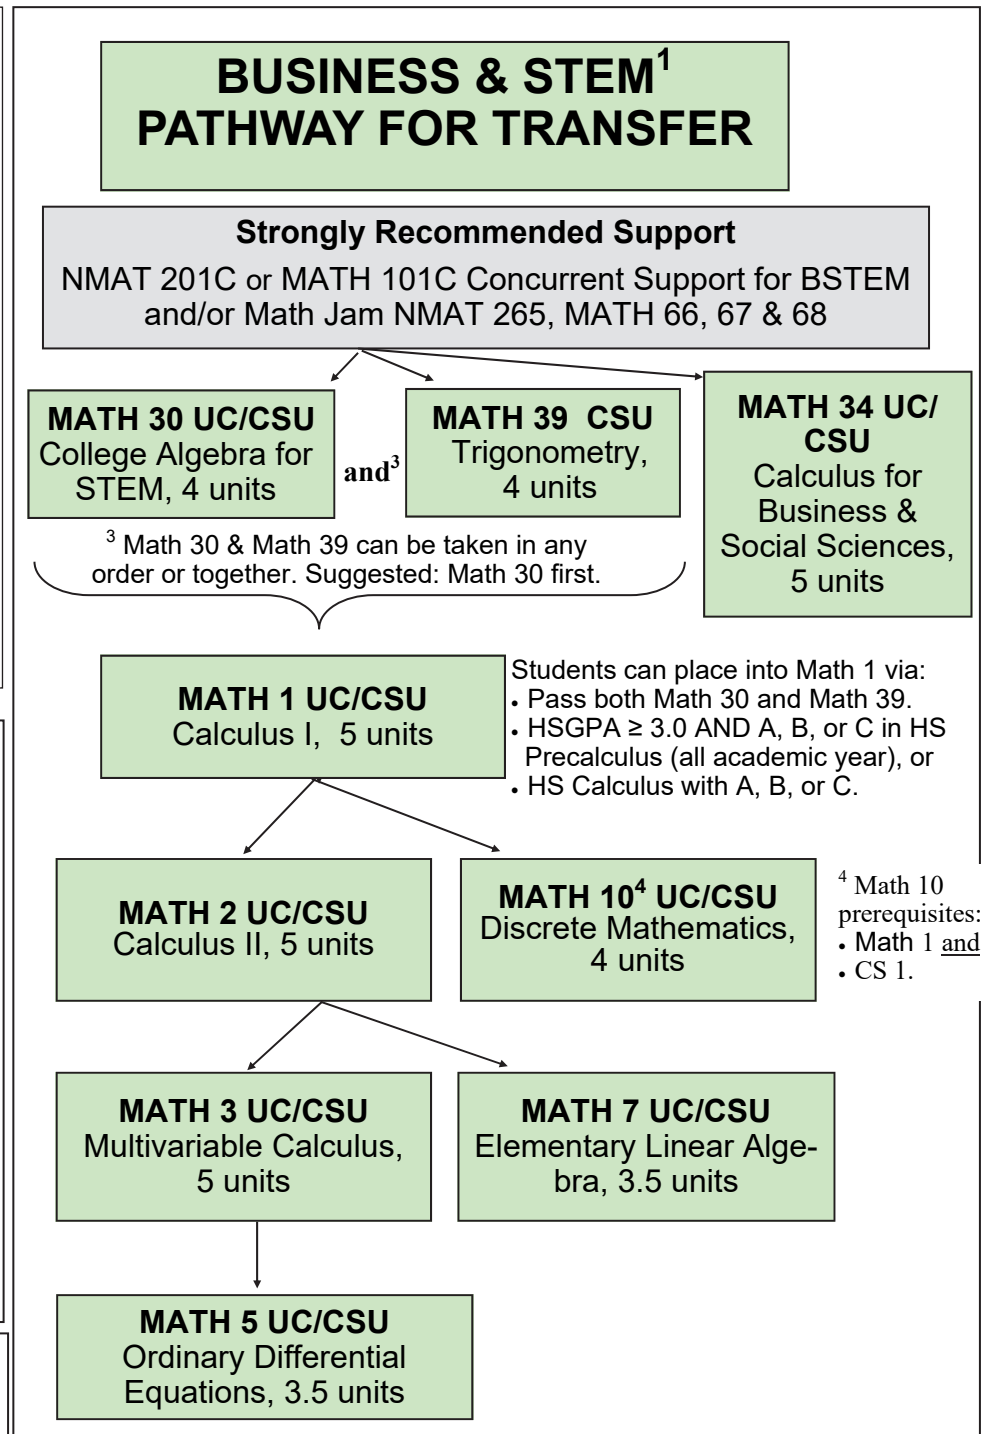 BUSINESS & STEM¹
PATHWAY FOR TRANSFER
Strongly Recommended Support
NMAT 201C or MATH 101C Concurrent Support for BSTEM
and/or Math Jam NMAT 265, MATH 66, 67 & 68
MATH 30 UC/CSU
College Algebra for
STEM, 4 units
and³
MATH 39 CSU
Trigonometry,
4 units
MATH 34 UC/
CSU
Calculus for
Business &
Social Sciences,
5 units
³ Math 30 & Math 39 can be taken in any
order or together. Suggested: Math 30 first.
MATH 1 UC/CSU
Calculus I, 5 units
Students can place into Math 1 via:
• Pass both Math 30 and Math 39.
• HSGPA ≥ 3.0 AND A, B, or C in HS
Precalculus (all academic year), or
• HS Calculus with A, B, or C.
MATH 2 UC/CSU
Calculus II, 5 units
MATH 10⁴ UC/CSU
Discrete Mathematics,
4 units
⁴ Math 10
prerequisites:
• Math 1 and
• CS 1.
MATH 3 UC/CSU
Multivariable Calculus,
5 units
MATH 7 UC/CSU
Elementary Linear Alge-
bra, 3.5 units
MATH 5 UC/CSU
Ordinary Differential
Equations, 3.5 units